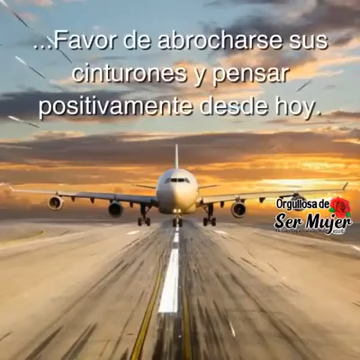 ...Favor de abrocharse sus
cinturones y pensar
positivamente desde hoy.
Orgullosa de
Ser Mujer